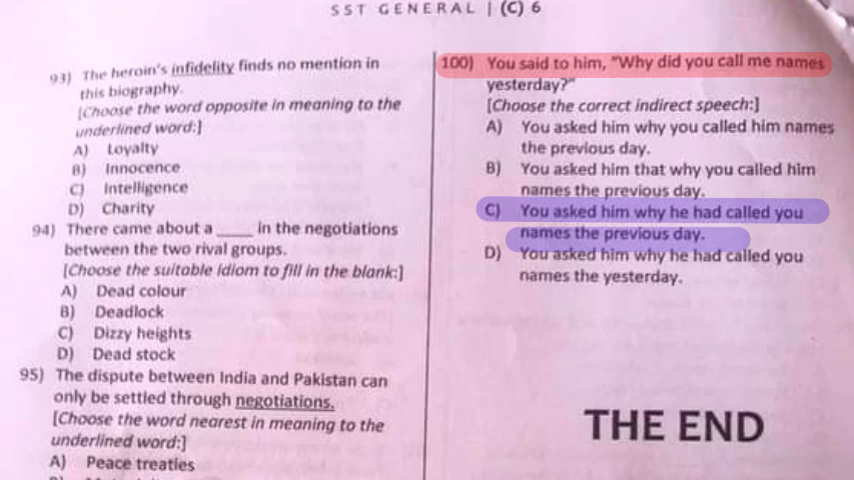 SST GENERAL | (C) 6
93) The heroin's infidelity finds no mention in
this biography.
[Choose the word opposite in meaning to the
underlined word:]
A) Loyalty
B) Innocence
C) Intelligence
D) Charity
94) There came about a ____ in the negotiations
between the two rival groups.
[Choose the suitable idiom to fill in the blank:]
A) Dead colour
B) Deadlock
C) Dizzy heights
D) Dead stock
95) The dispute between India and Pakistan can
only be settled through negotiations.
[Choose the word nearest in meaning to the
underlined word:]
A) Peace treaties
100) You said to him, "Why did you call me names
yesterday?"
[Choose the correct indirect speech:]
A) You asked him why you called him names
the previous day.
B) You asked him that why you called him
names the previous day.
C) You asked him why he had called you
names the previous day.
D) You asked him why he had called you
names the yesterday.
THE END